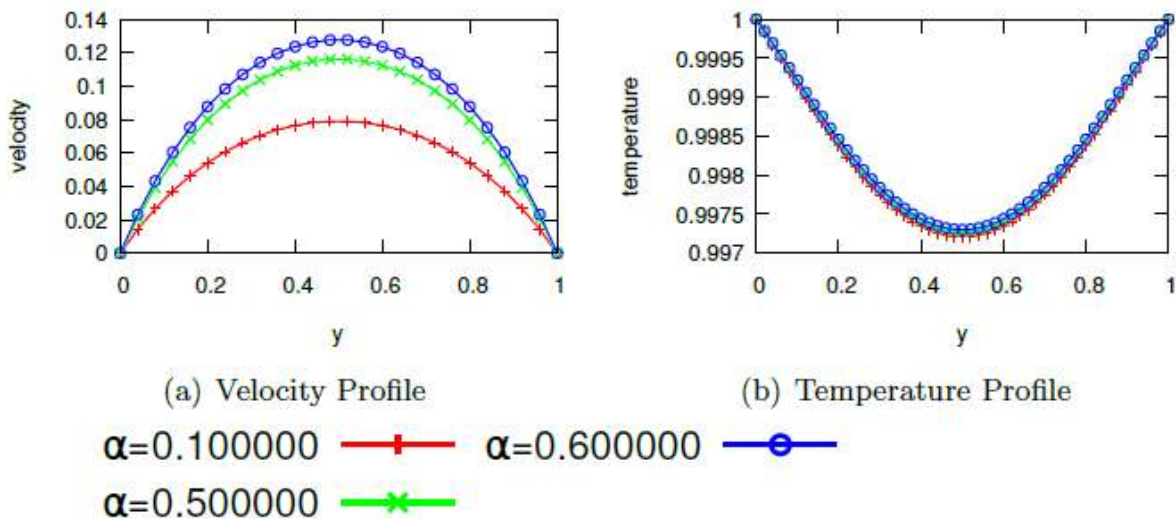 0.14
0.12
0.1
0.08
0.06
0.04
0.02
0
velocity
0 0.2 0.4 0.6 0.8 1
y
(a) Velocity Profile
1
0.9995
0.999
0.9985
0.998
0.9975
0.997
temperature
0 0.2 0.4 0.6 0.8 1
y
(b) Temperature Profile
α=0.100000
α=0.600000
α=0.500000